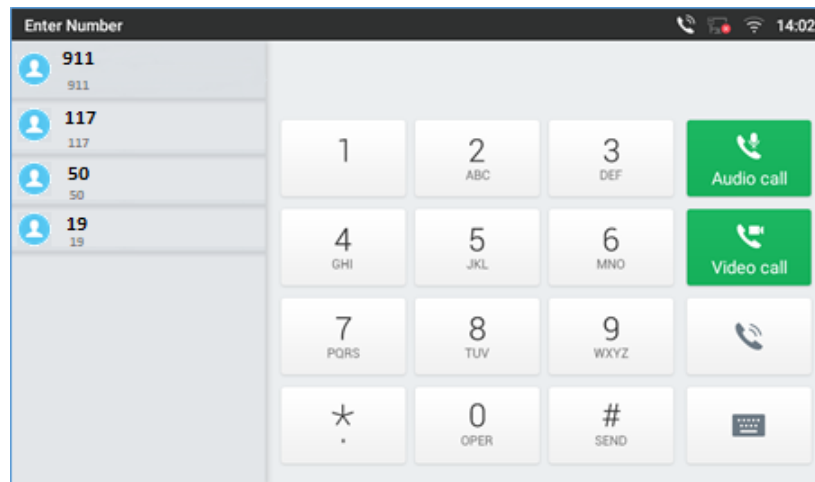 Enter Number
14:02
911
911
117
117
50
50
19
19
1
2
ABC
3
DEF
Audio call
4
GHI
5
JKL
6
MNO
Video call
7
PQRS
8
TUV
9
WXYZ
*
.
0
OPER
#
SEND